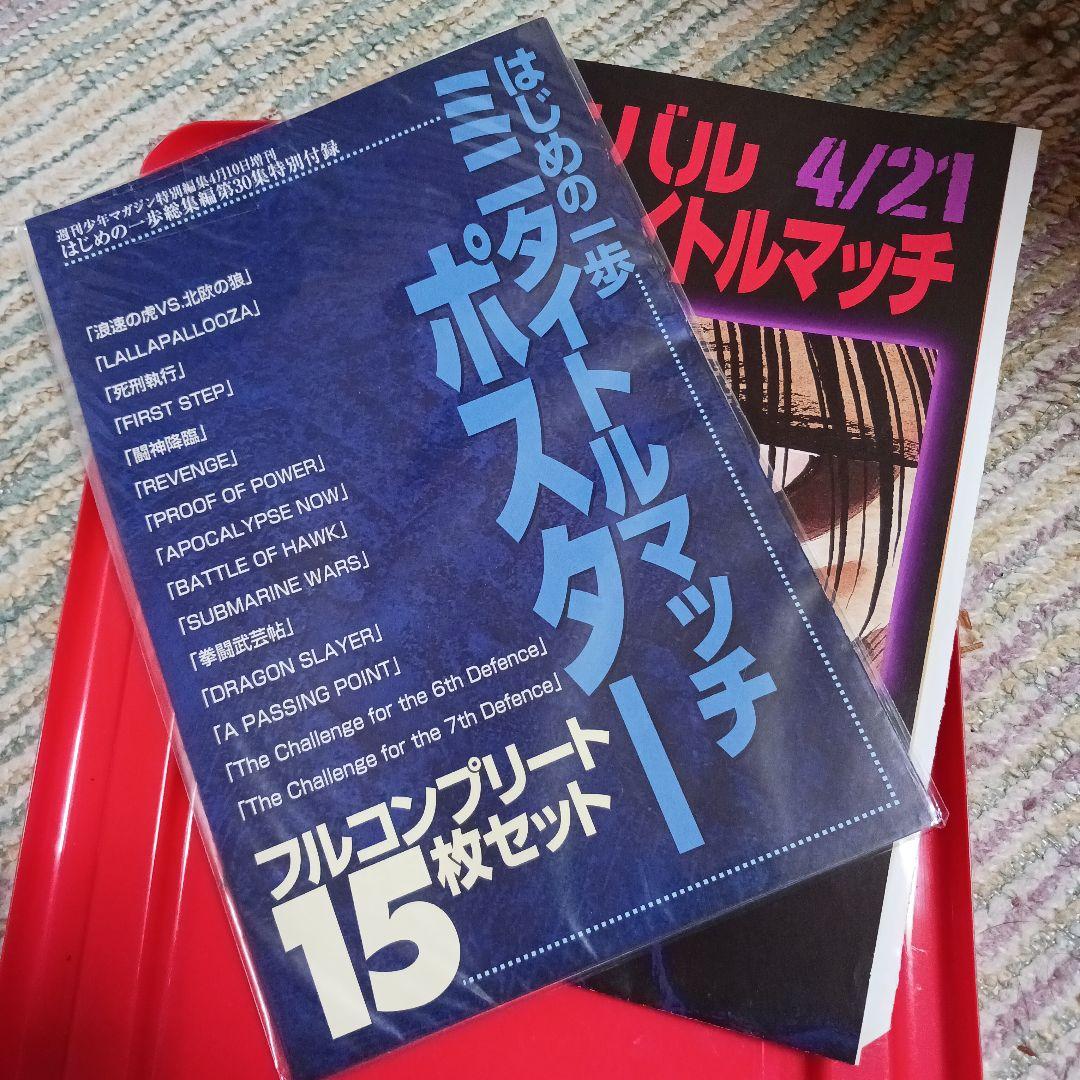 週刊少年マガジン特別編集4月10日増刊
はじめの一歩総集編第30集特別付録
はじめの一歩
ミニタイトルマッチ
ポスター
「浪速の虎VS.北欧の狼」
「LALLAPALLOOZA」
「死刑執行」
「FIRST STEP」
「闘神降臨」
「REVENGE」
「PROOF OF POWER」
「APOCALYPSE NOW」
「BATTLE OF HAWK」
「SUBMARINE WARS」
「拳闘武芸帖」
「DRAGON SLAYER」
「A PASSING POINT」
「The Challenge for the 6th Defence」
「The Challenge for the 7th Defence」
フルコンプリート
15枚セット
バル 4/21
イトルマッチ